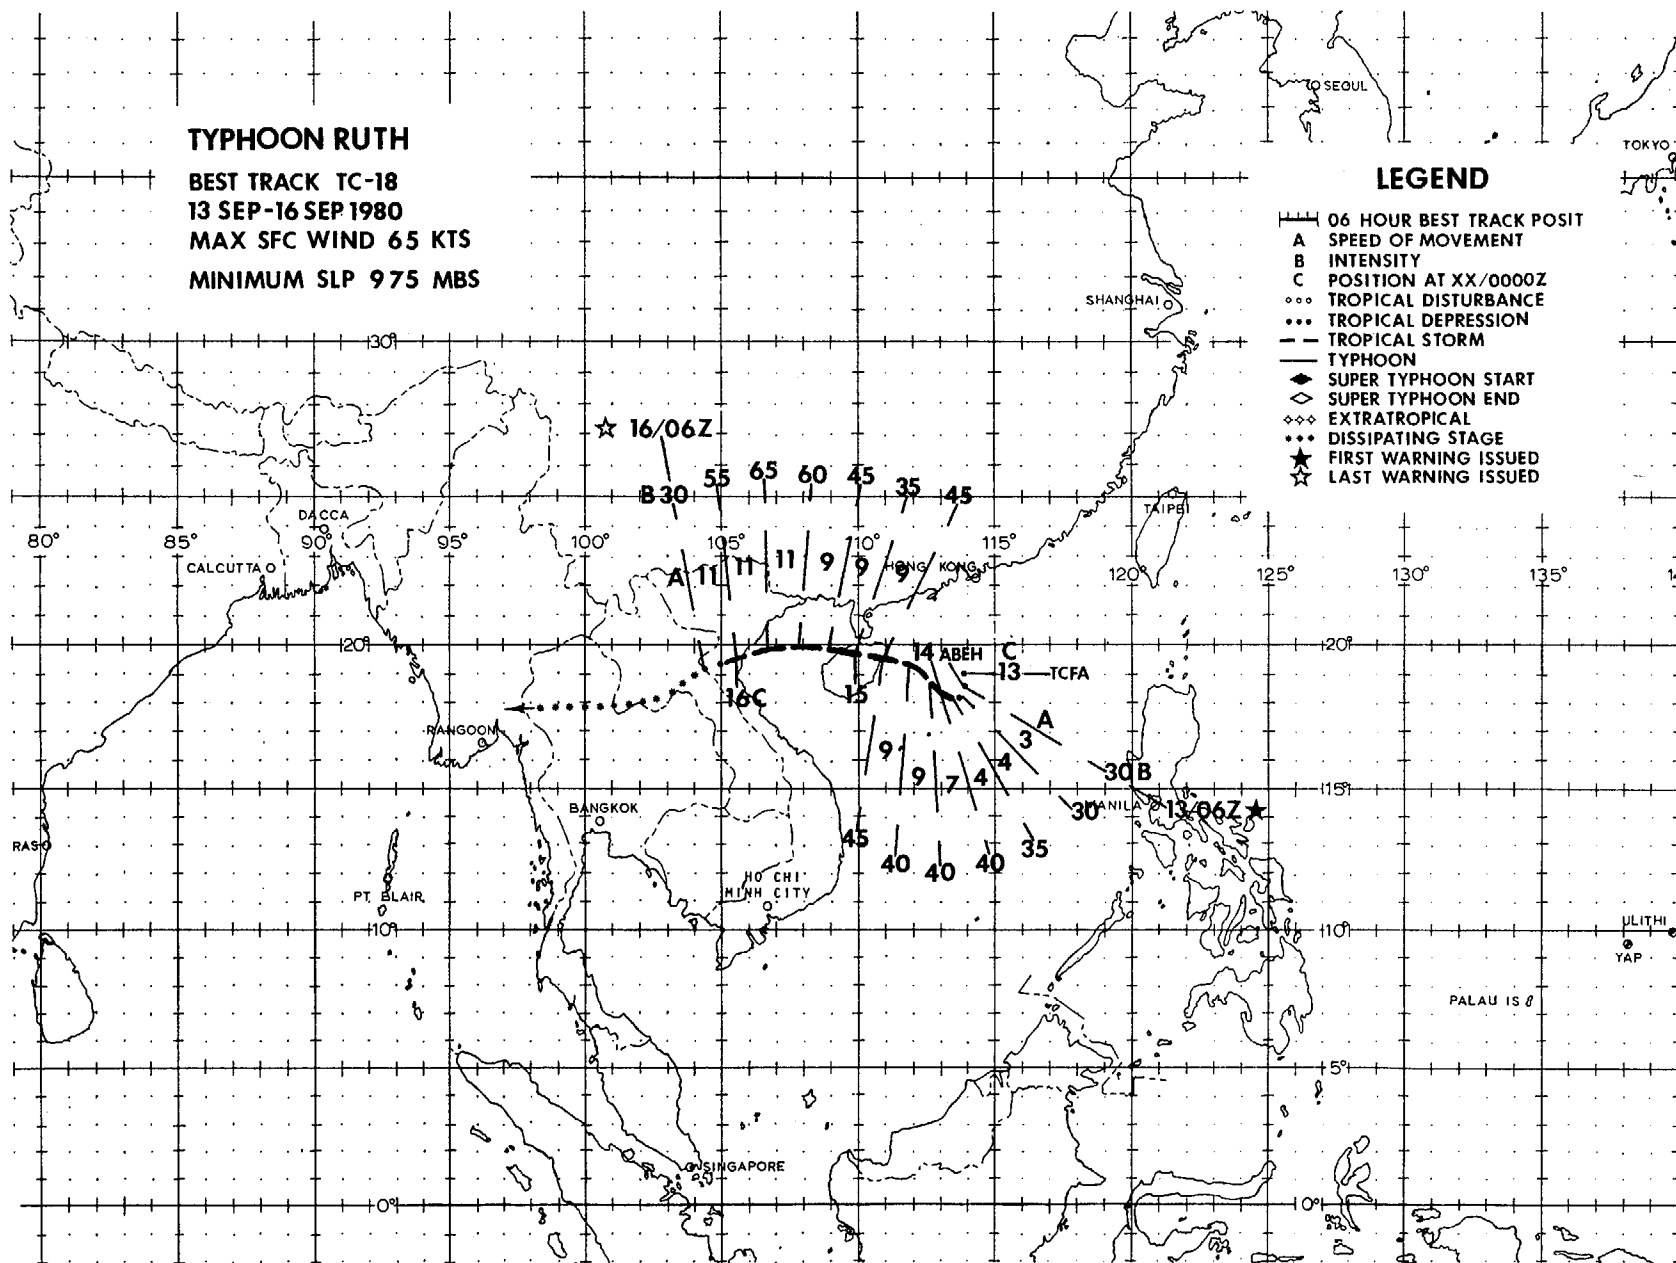 SEOUL
TOKYO
TYPHOON RUTH
BEST TRACK TC-18
13 SEP-16 SEP 1980
MAX SFC WIND 65 KTS
MINIMUM SLP 975 MBS
LEGEND
06 HOUR BEST TRACK POSIT
A SPEED OF MOVEMENT
B INTENSITY
C POSITION AT XX/0000Z
TROPICAL DISTURBANCE
TROPICAL DEPRESSION
TROPICAL STORM
TYPHOON
SUPER TYPHOON START
SUPER TYPHOON END
EXTRATROPICAL
DISSIPATING STAGE
FIRST WARNING ISSUED
LAST WARNING ISSUED
SHANGHAI
30° 30°
16/06Z
B 30 55 65 60 45 35 45
DACCA
TAIPEI
80° 85° 90° 95° 100° 105° 110° 115° 120° 125° 130° 135°
CALCUTTA
A 11 11 11 9 9 9
HONG KONG
20° 20°
14 ABEH C
13 TCFA
16C 15
RANGOON
A
3
9 9 7 4 4
30 B
15°
30 MANILA 13/06Z
BANGKOK
45 40 40 40 35
RAS
HO CHI
MINH CITY
PT. BLAIR
10° 10°
ULITHI
YAP
PALAU IS
5° 5°
SINGAPORE
0° 0°